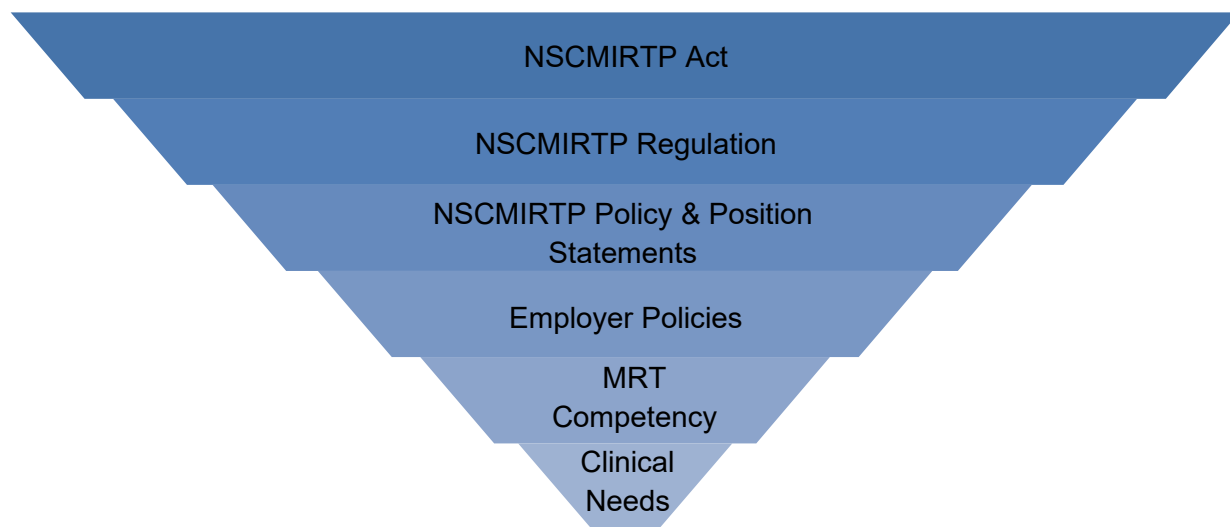 NSCMIRTP Act
NSCMIRTP Regulation
NSCMIRTP Policy & Position
Statements
Employer Policies
MRT
Competency
Clinical
Needs